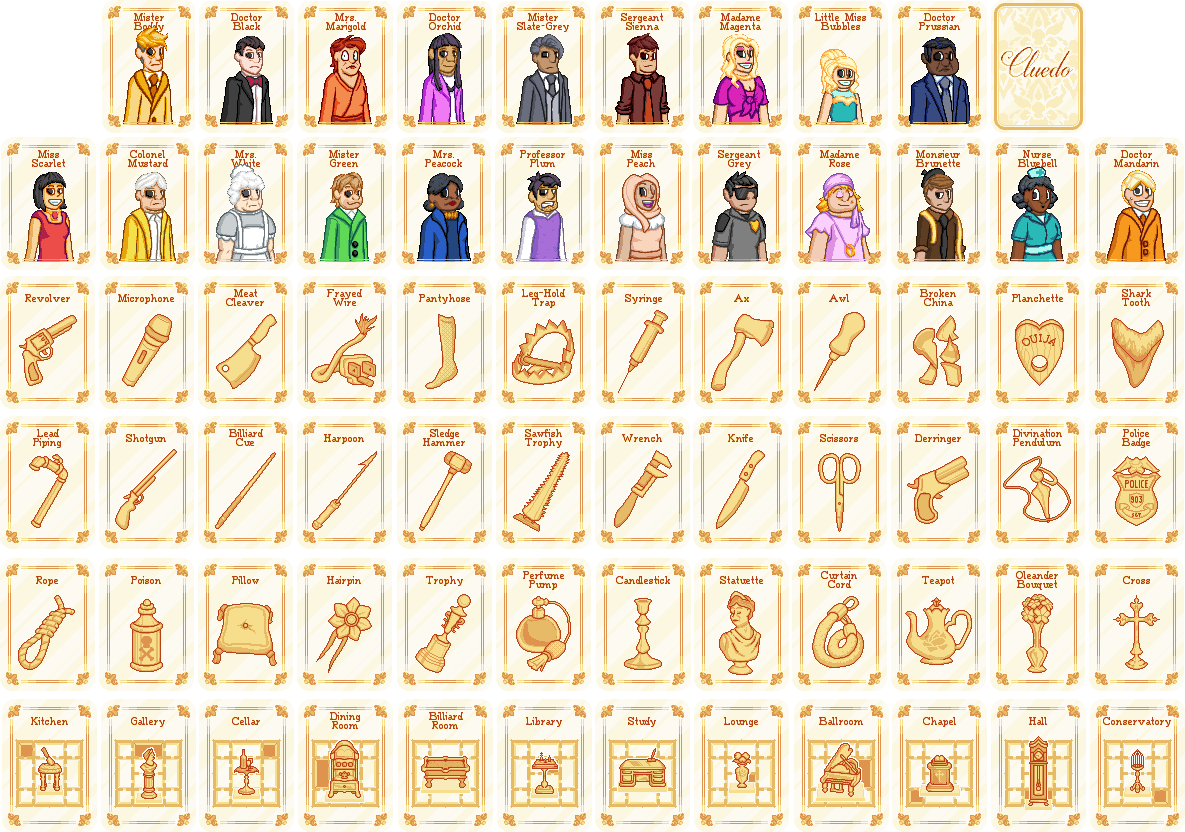 Mister
Boddy
Doctor
Black
Mrs.
Marigold
Doctor
Orchid
Mister
Slate-Grey
Sergeant
Sienna
Madame
Magenta
Little Miss
Bubbles
Doctor
Prussian
Cluedo
Miss
Scarlet
Colonel
Mustard
Mrs.
White
Mister
Green
Mrs.
Peacock
Professor
Plum
Miss
Peach
Sergeant
Grey
Madame
Rose
Monsieur
Brunette
Nurse
Bluebell
Doctor
Mandarin
Revolver
Microphone
Meat
Cleaver
Frayed
Wire
Pantyhose
Leg-Hold
Trap
Syringe
Ax
Awl
Broken
China
Planchette
OUIJA
Shark
Tooth
Lead
Piping
Shotgun
Billiard
Cue
Harpoon
Sledge
Hammer
Sawfish
Trophy
Wrench
Knife
Scissors
Derringer
Divination
Pendulum
Police
Badge
POLICE
903
SGT
Rope
Poison
Pillow
Hairpin
Trophy
Perfume
Pump
Candlestick
Statuette
Curtain
Cord
Teapot
Oleander
Bouquet
Cross
Kitchen
Gallery
Cellar
Dining
Room
Billiard
Room
Library
Study
Lounge
Ballroom
Chapel
Hall
Conservatory